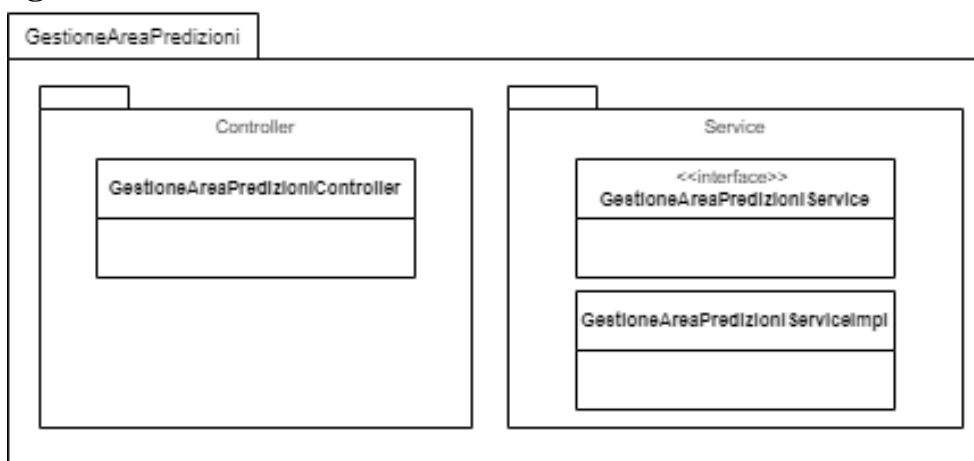 GestioneAreaPredizioni
Controller
GestioneAreaPredizioniController
Service
<<interface>>
GestioneAreaPredizioniService
GestioneAreaPredizioniServiceImpl